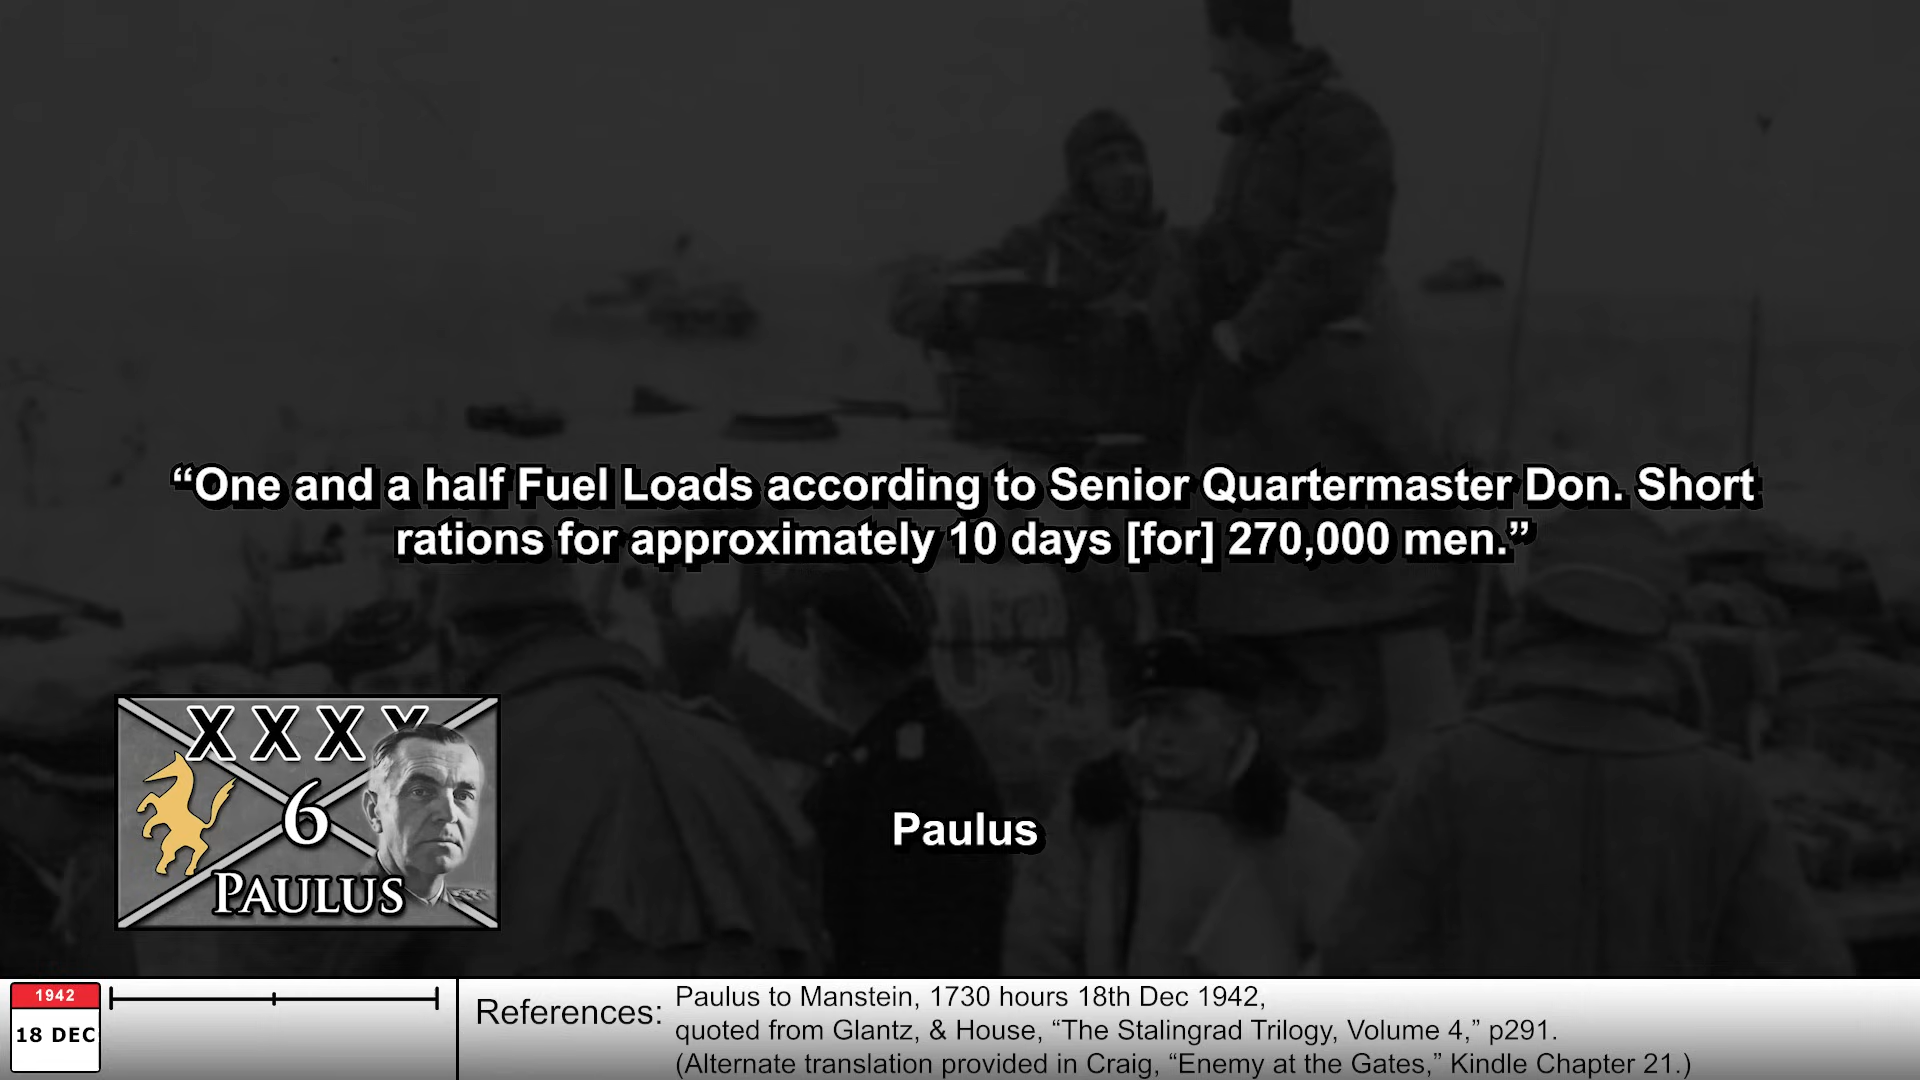 “One and a half Fuel Loads according to Senior Quartermaster Don. Short
rations for approximately 10 days [for] 270,000 men.”
XXXX
6
PAULUS
Paulus
1942
18 DEC
References:
Paulus to Manstein, 1730 hours 18th Dec 1942,
quoted from Glantz, & House, “The Stalingrad Trilogy, Volume 4,” p291.
(Alternate translation provided in Craig, “Enemy at the Gates,” Kindle Chapter 21.)